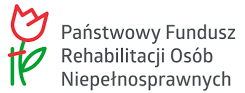 Państwowy Fundusz
Rehabilitacji Osób
Niepełnosprawnych